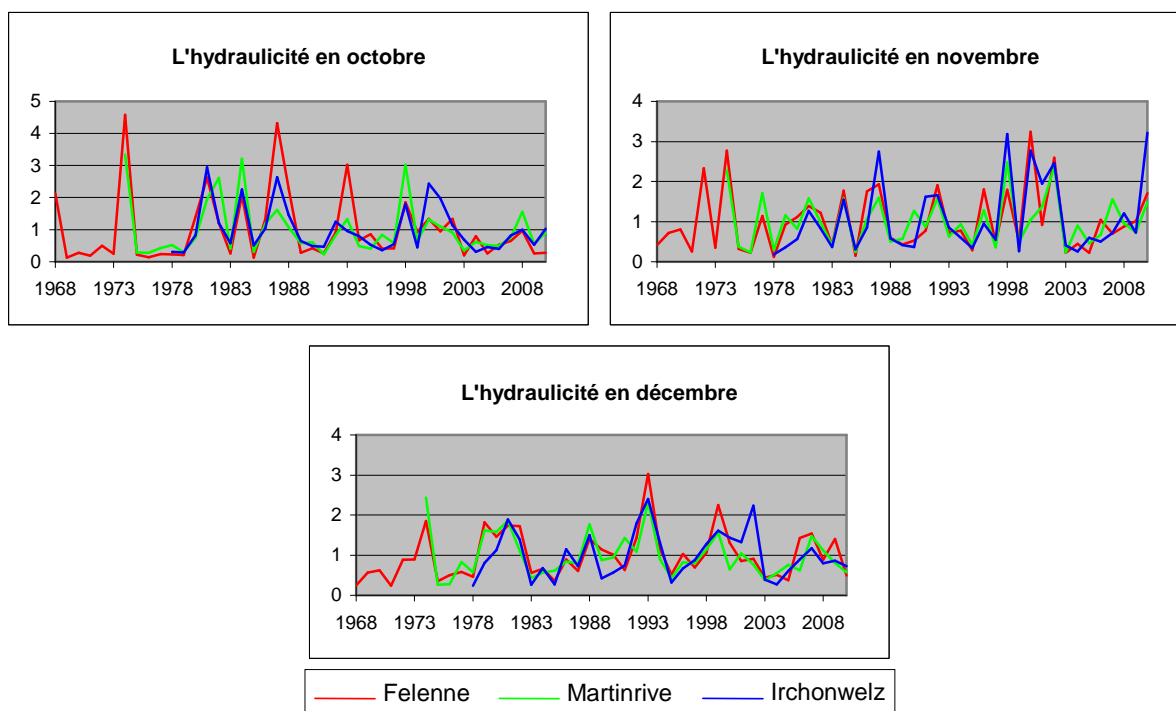 L'hydraulicité en octobre
5
4
3
2
1
0
1968 1973 1978 1983 1988 1993 1998 2003 2008
L'hydraulicité en novembre
4
3
2
1
0
1968 1973 1978 1983 1988 1993 1998 2003 2008
L'hydraulicité en décembre
4
3
2
1
0
1968 1973 1978 1983 1988 1993 1998 2003 2008
Felenne Martinrive Irchonwelz